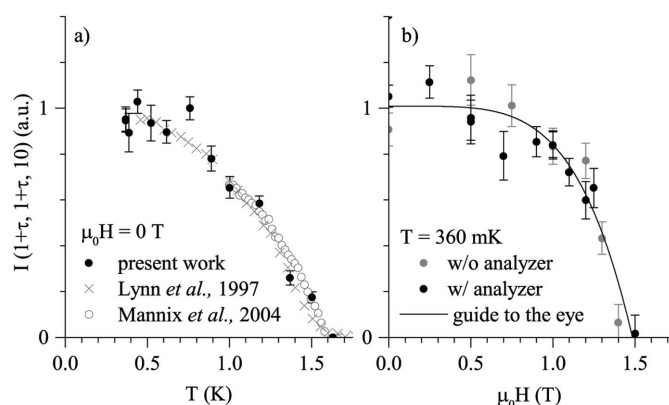 a)
b)
I (1+τ, 1+τ, 10) (a.u.)
1
0
μ₀H = 0 T
present work
Lynn et al., 1997
Mannix et al., 2004
0.0 0.5 1.0 1.5
T (K)
1
0
T = 360 mK
w/o analyzer
w/ analyzer
guide to the eye
0.0 0.5 1.0 1.5
μ₀H (T)